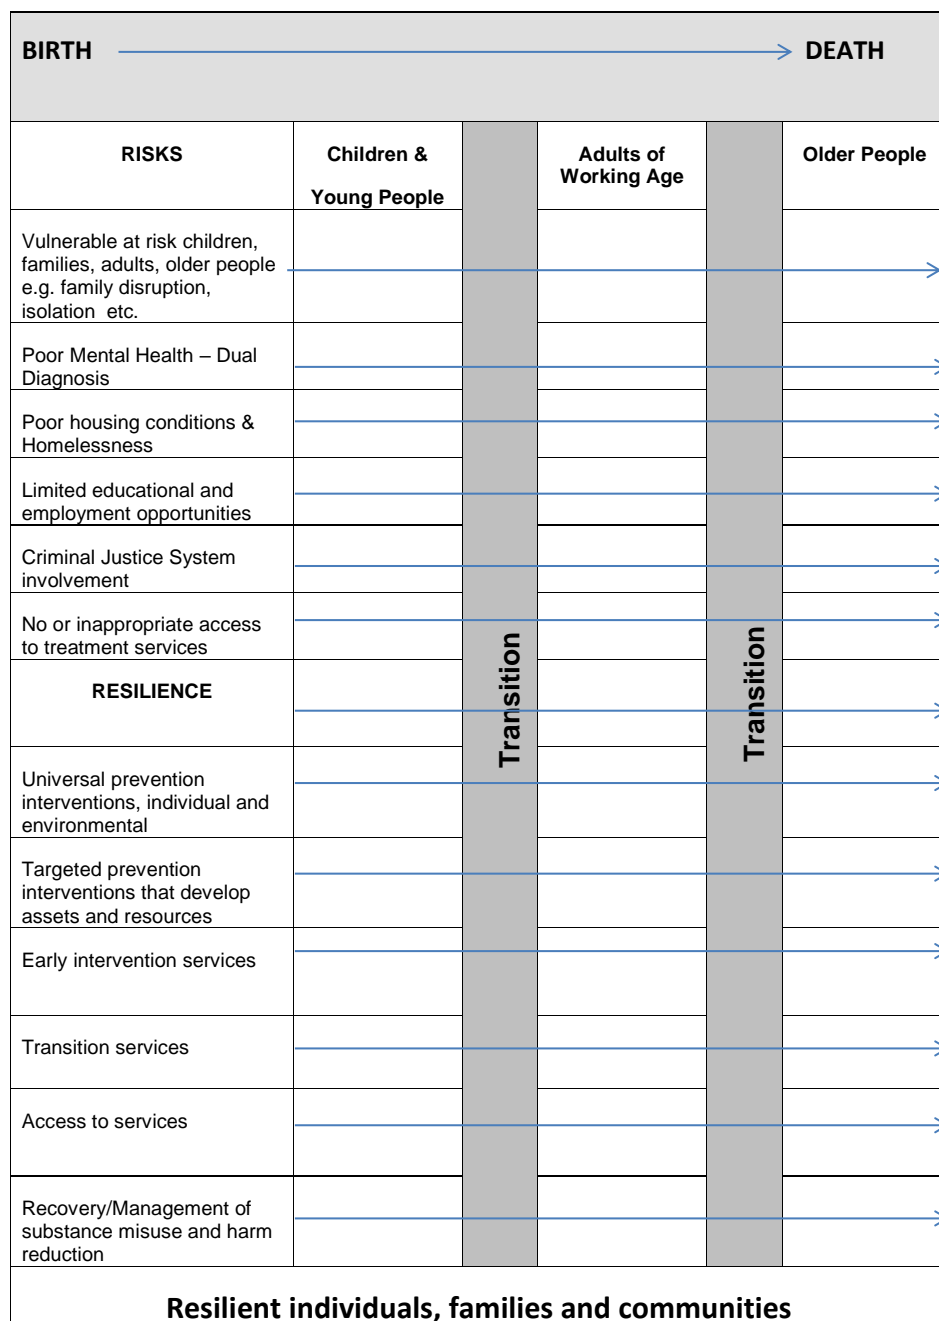 BIRTH DEATH
RISKS
Children &
Young People
Adults of
Working Age
Older People
Vulnerable at risk children,
families, adults, older people
e.g. family disruption,
isolation etc.
Poor Mental Health – Dual
Diagnosis
Poor housing conditions &
Homelessness
Limited educational and
employment opportunities
Criminal Justice System
involvement
No or inappropriate access
to treatment services
Transition
Transition
RESILIENCE
Universal prevention
interventions, individual and
environmental
Targeted prevention
interventions that develop
assets and resources
Early intervention services
Transition services
Access to services
Recovery/Management of
substance misuse and harm
reduction
Resilient individuals, families and communities